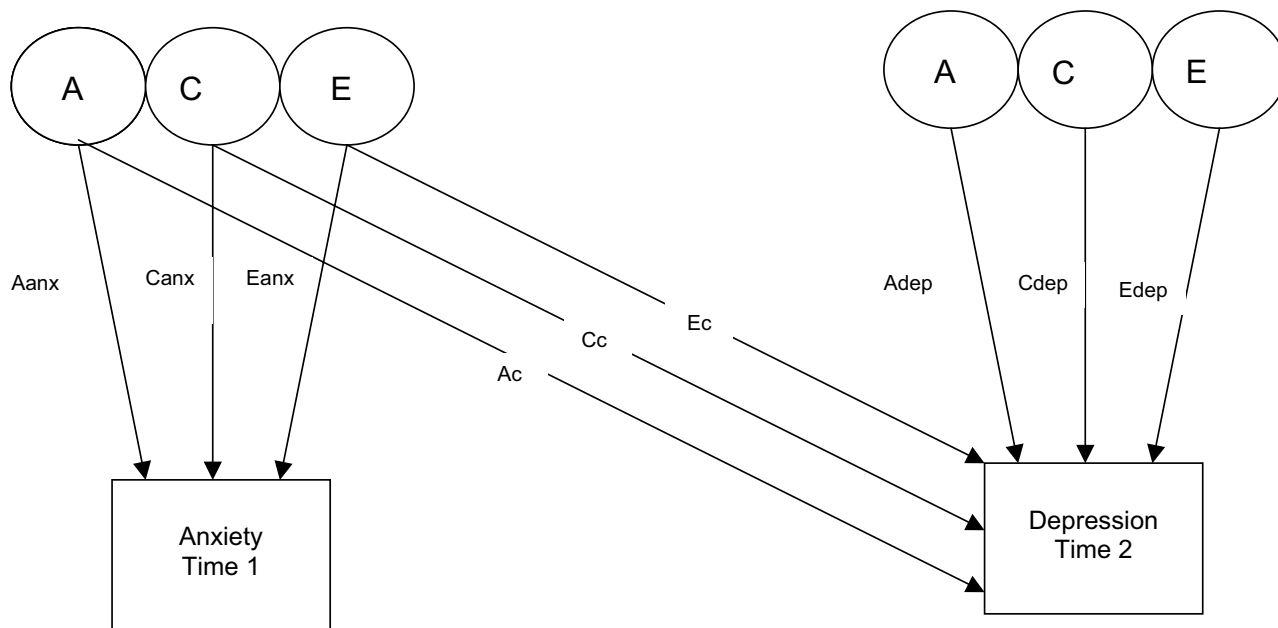 A C E
A C E
Aanx
Canx
Eanx
Adep
Cdep
Edep
Ec
Cc
Ac
Anxiety
Time 1
Depression
Time 2